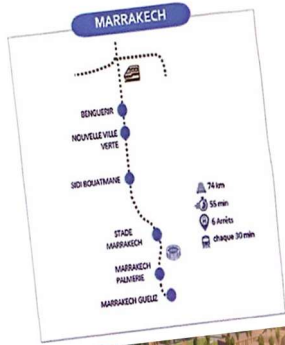 MARRAKECH
BENGUERIR
NOUVELLE VILLE
VERTE
SIDI BOUATMANE
74 km
55 min
6 Arrêts
chaque 30 min
STADE
MARRAKECH
MARRAKECH
PALMERIE
MARRAKECH GUELIZ